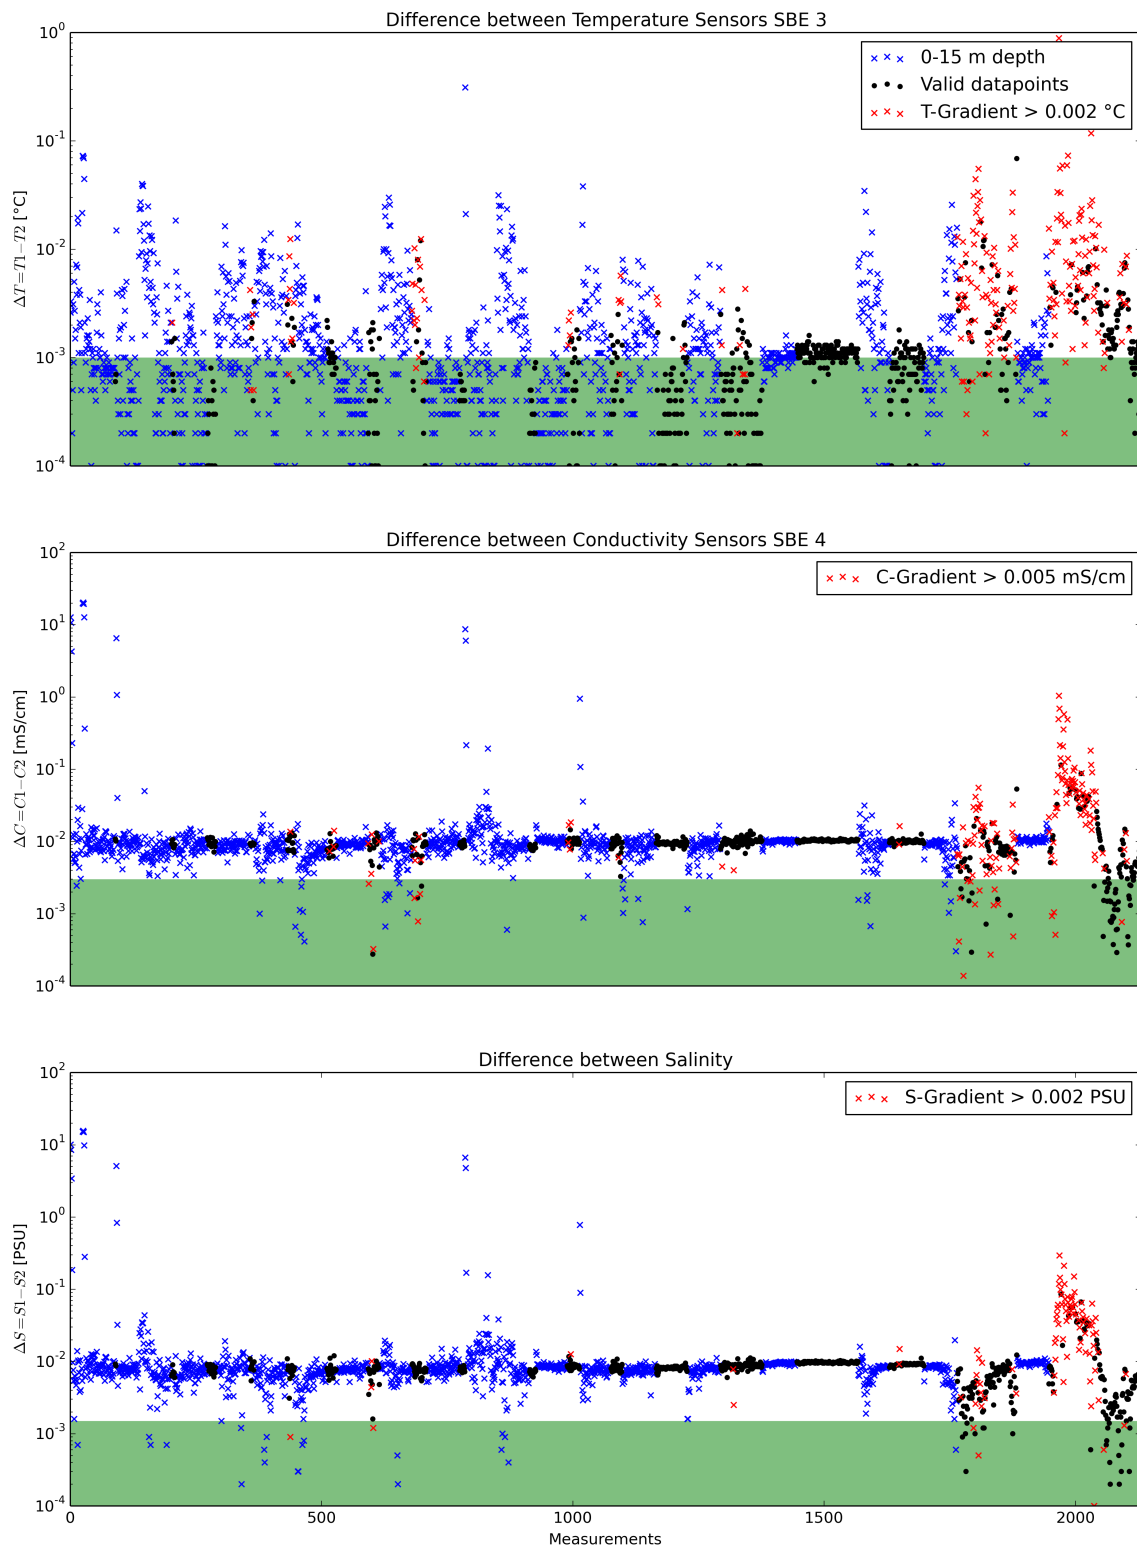 Difference between Temperature Sensors SBE 3
10^0
10^-1
10^-2
10^-3
10^-4
ΔT=T1−T2 [°C]
0-15 m depth
Valid datapoints
T-Gradient > 0.002 °C
Difference between Conductivity Sensors SBE 4
10^2
10^1
10^0
10^-1
10^-2
10^-3
10^-4
ΔC=C1−C2 [mS/cm]
C-Gradient > 0.005 mS/cm
Difference between Salinity
10^2
10^1
10^0
10^-1
10^-2
10^-3
10^-4
ΔS=S1−S2 [PSU]
S-Gradient > 0.002 PSU
0 500 1000 1500 2000
Measurements